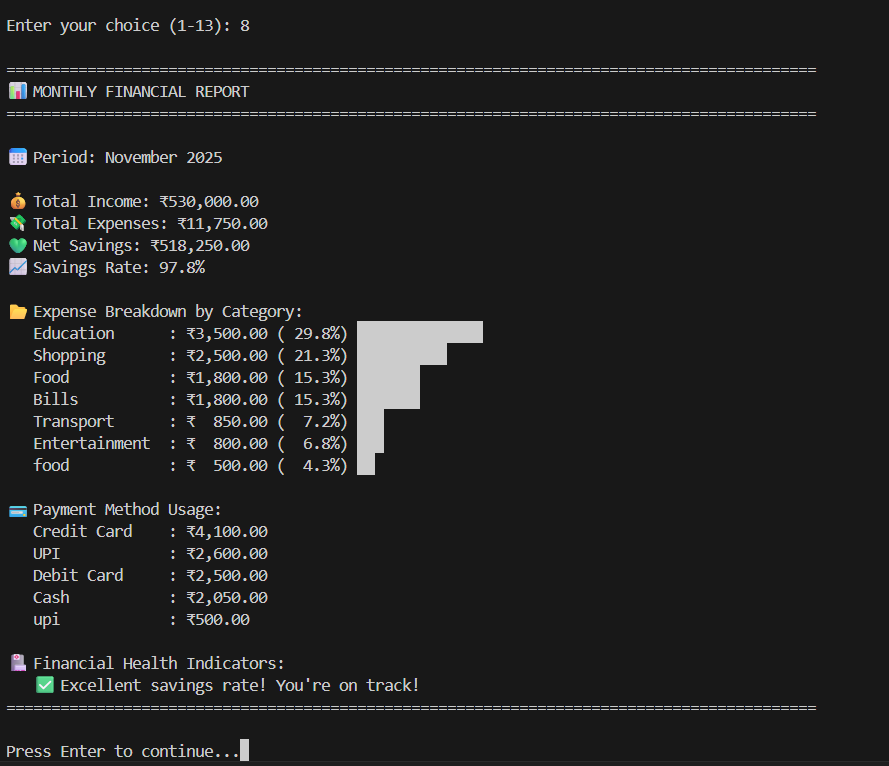 Enter your choice (1-13): 8
==========================================================================================
📊 MONTHLY FINANCIAL REPORT
==========================================================================================
📅 Period: November 2025
💰 Total Income: ₹530,000.00
💸 Total Expenses: ₹11,750.00
💚 Net Savings: ₹518,250.00
📈 Savings Rate: 97.8%
📁 Expense Breakdown by Category:
Education      : ₹3,500.00 ( 29.8%)
Shopping       : ₹2,500.00 ( 21.3%)
Food           : ₹1,800.00 ( 15.3%)
Bills          : ₹1,800.00 ( 15.3%)
Transport      : ₹  850.00 (  7.2%)
Entertainment  : ₹  800.00 (  6.8%)
food           : ₹  500.00 (  4.3%)
💳 Payment Method Usage:
Credit Card    : ₹4,100.00
UPI            : ₹2,600.00
Debit Card     : ₹2,500.00
Cash           : ₹2,050.00
upi            : ₹500.00
🏥 Financial Health Indicators:
✅ Excellent savings rate! You're on track!
==========================================================================================
Press Enter to continue...